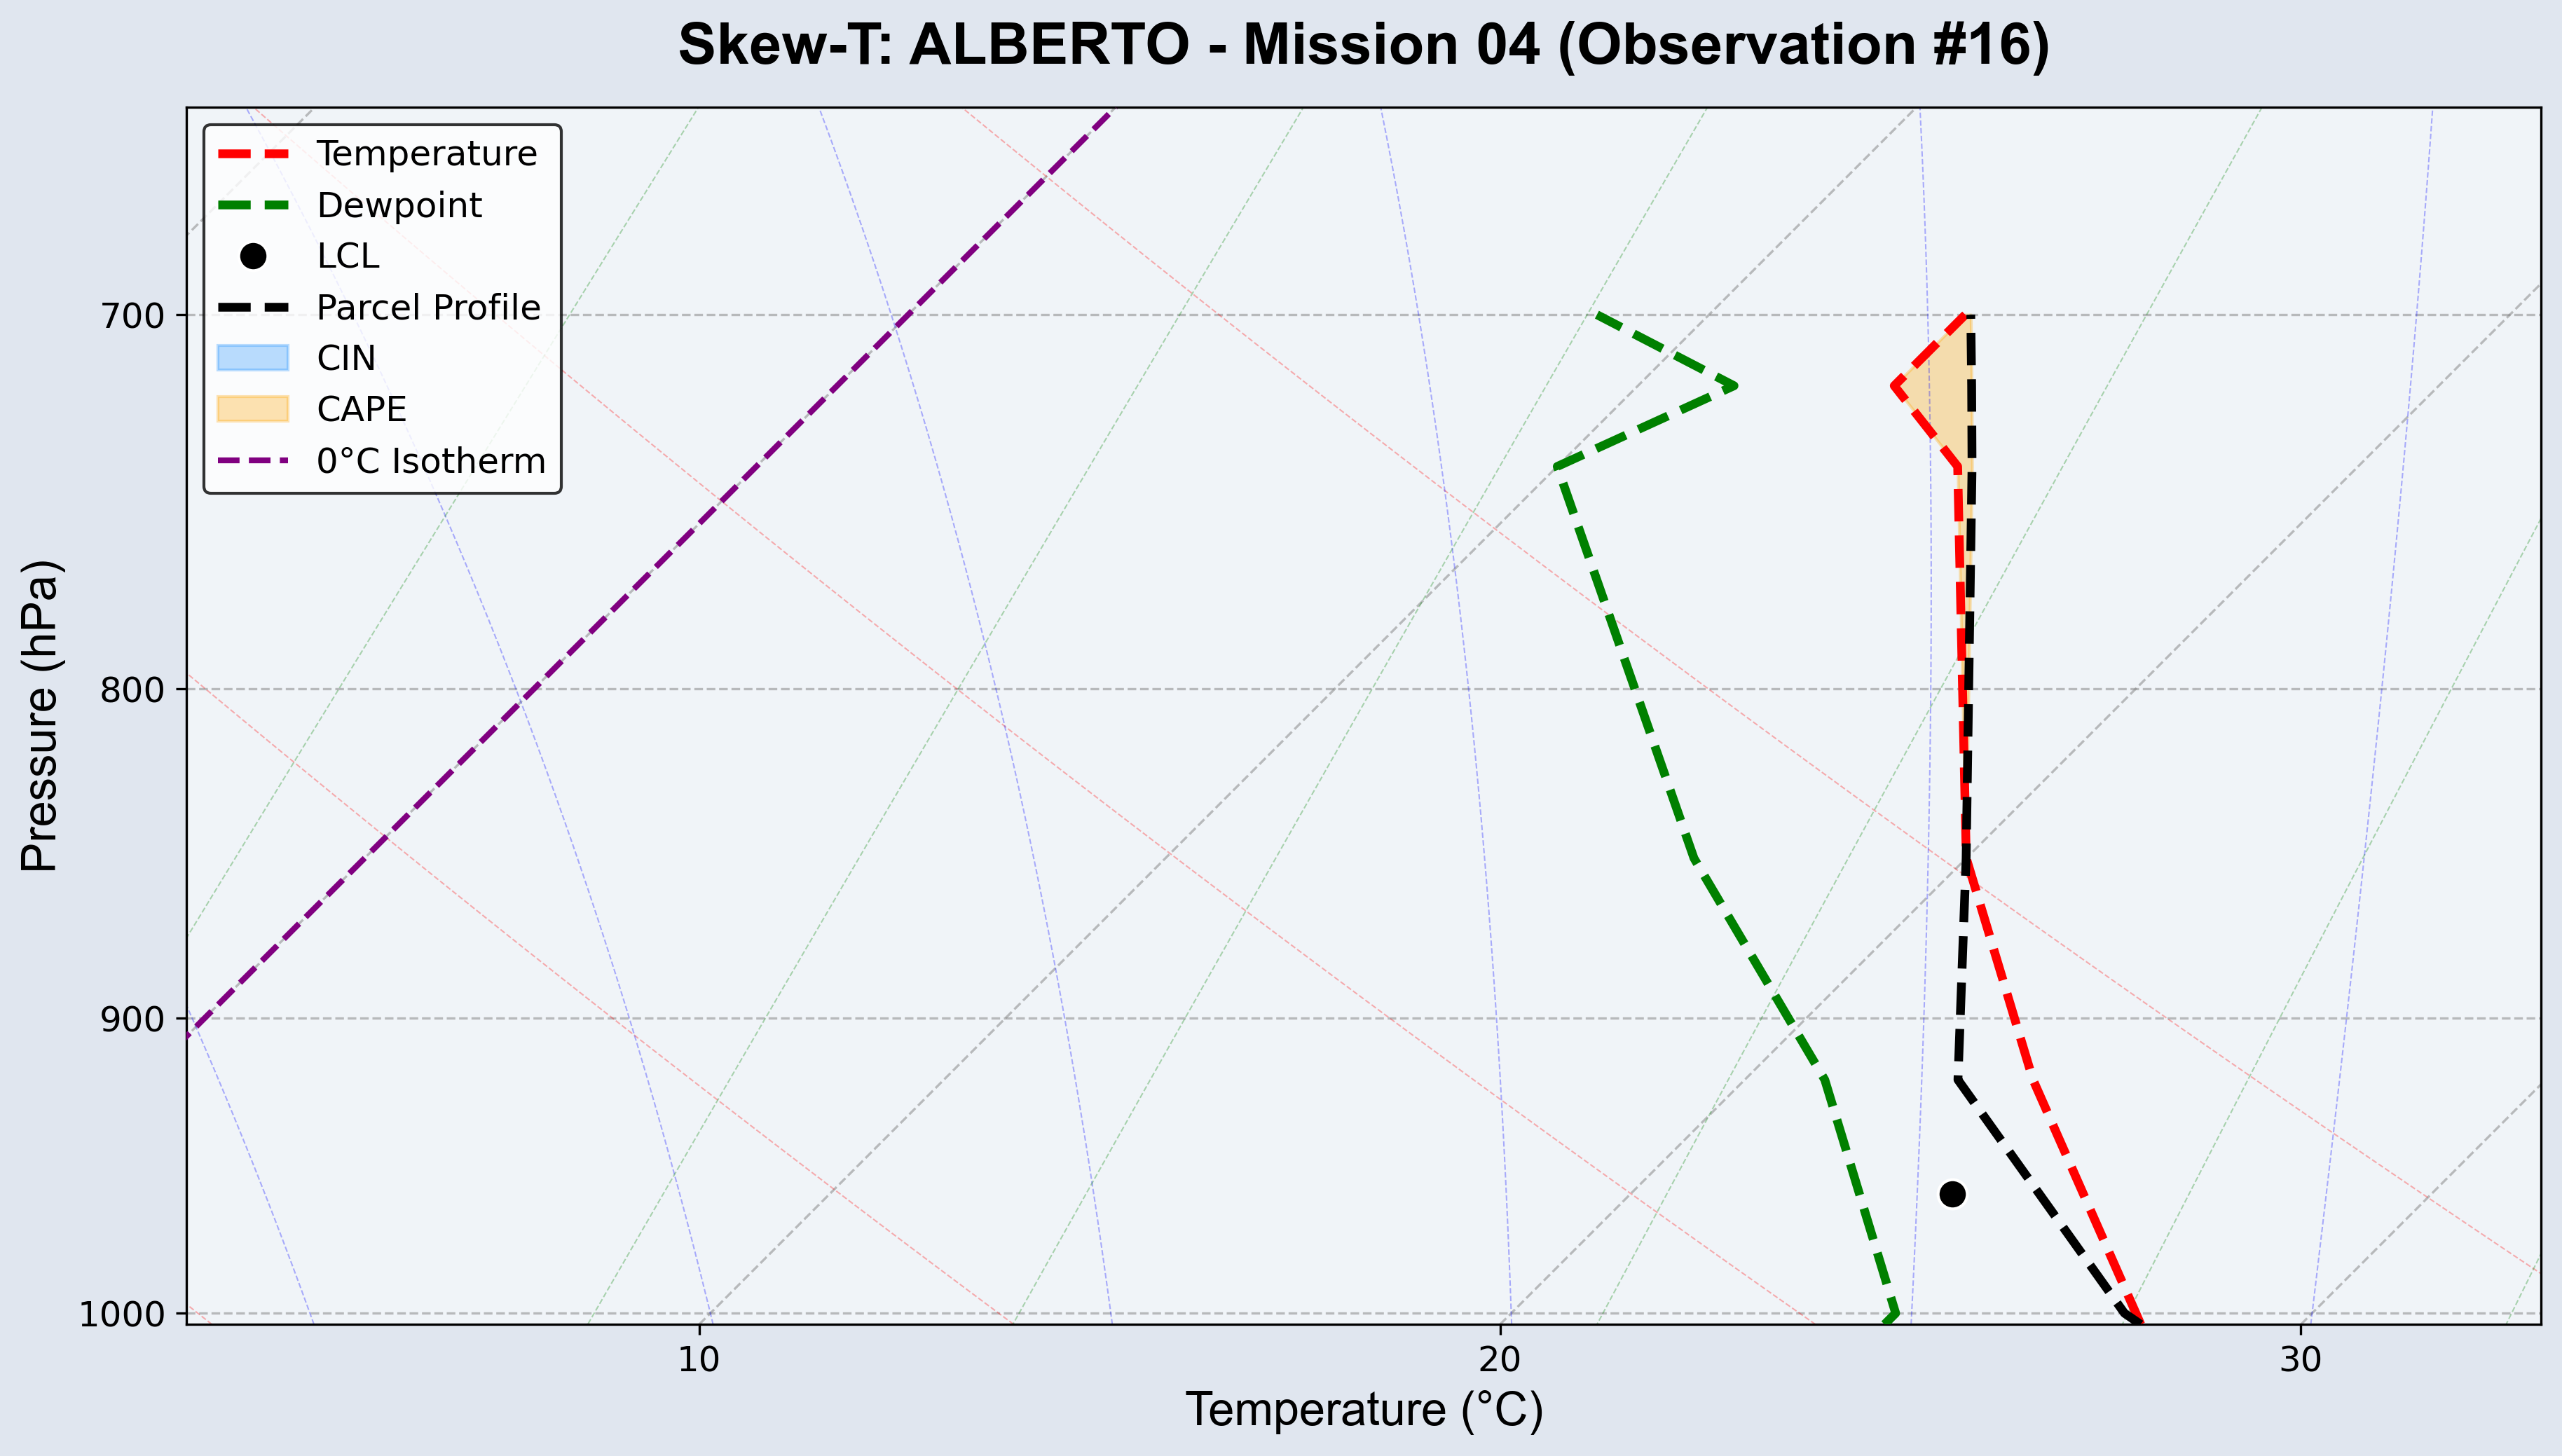 Skew-T: ALBERTO - Mission 04 (Observation #16)
Temperature
Dewpoint
LCL
Parcel Profile
CIN
CAPE
0°C Isotherm
Pressure (hPa)
700
800
900
1000
10
20
30
Temperature (°C)